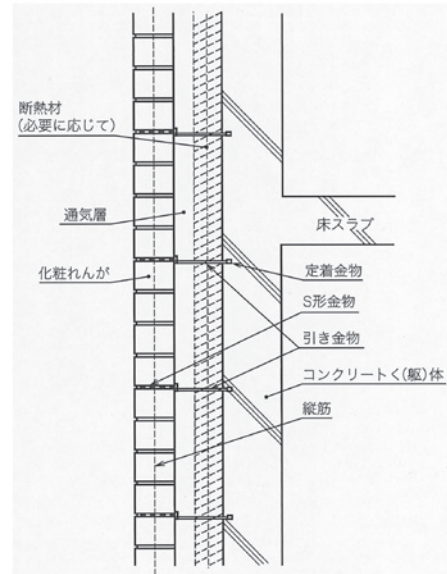 断熱材
(必要に応じて)
通気層
床スラブ
化粧れんが
定着金物
S形金物
引き金物
コンクリートく(躯)体
縦筋